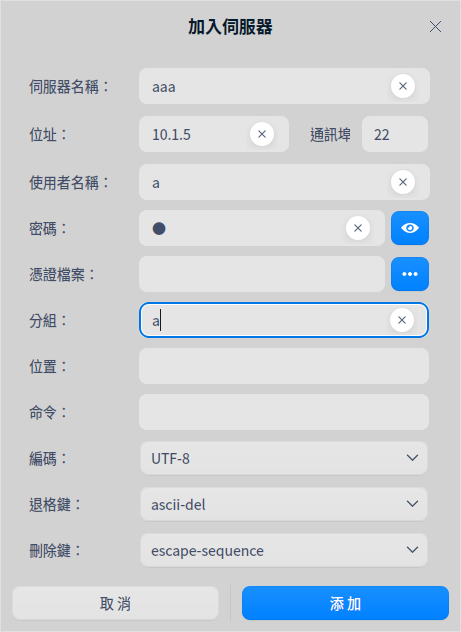 加入伺服器
伺服器名稱： aaa
位址： 10.1.5 通訊埠 22
使用者名稱： a
密碼： ●
憑證檔案：
分組： a
位置：
命令：
編碼： UTF-8
退格鍵： ascii-del
刪除鍵： escape-sequence
取消 添加